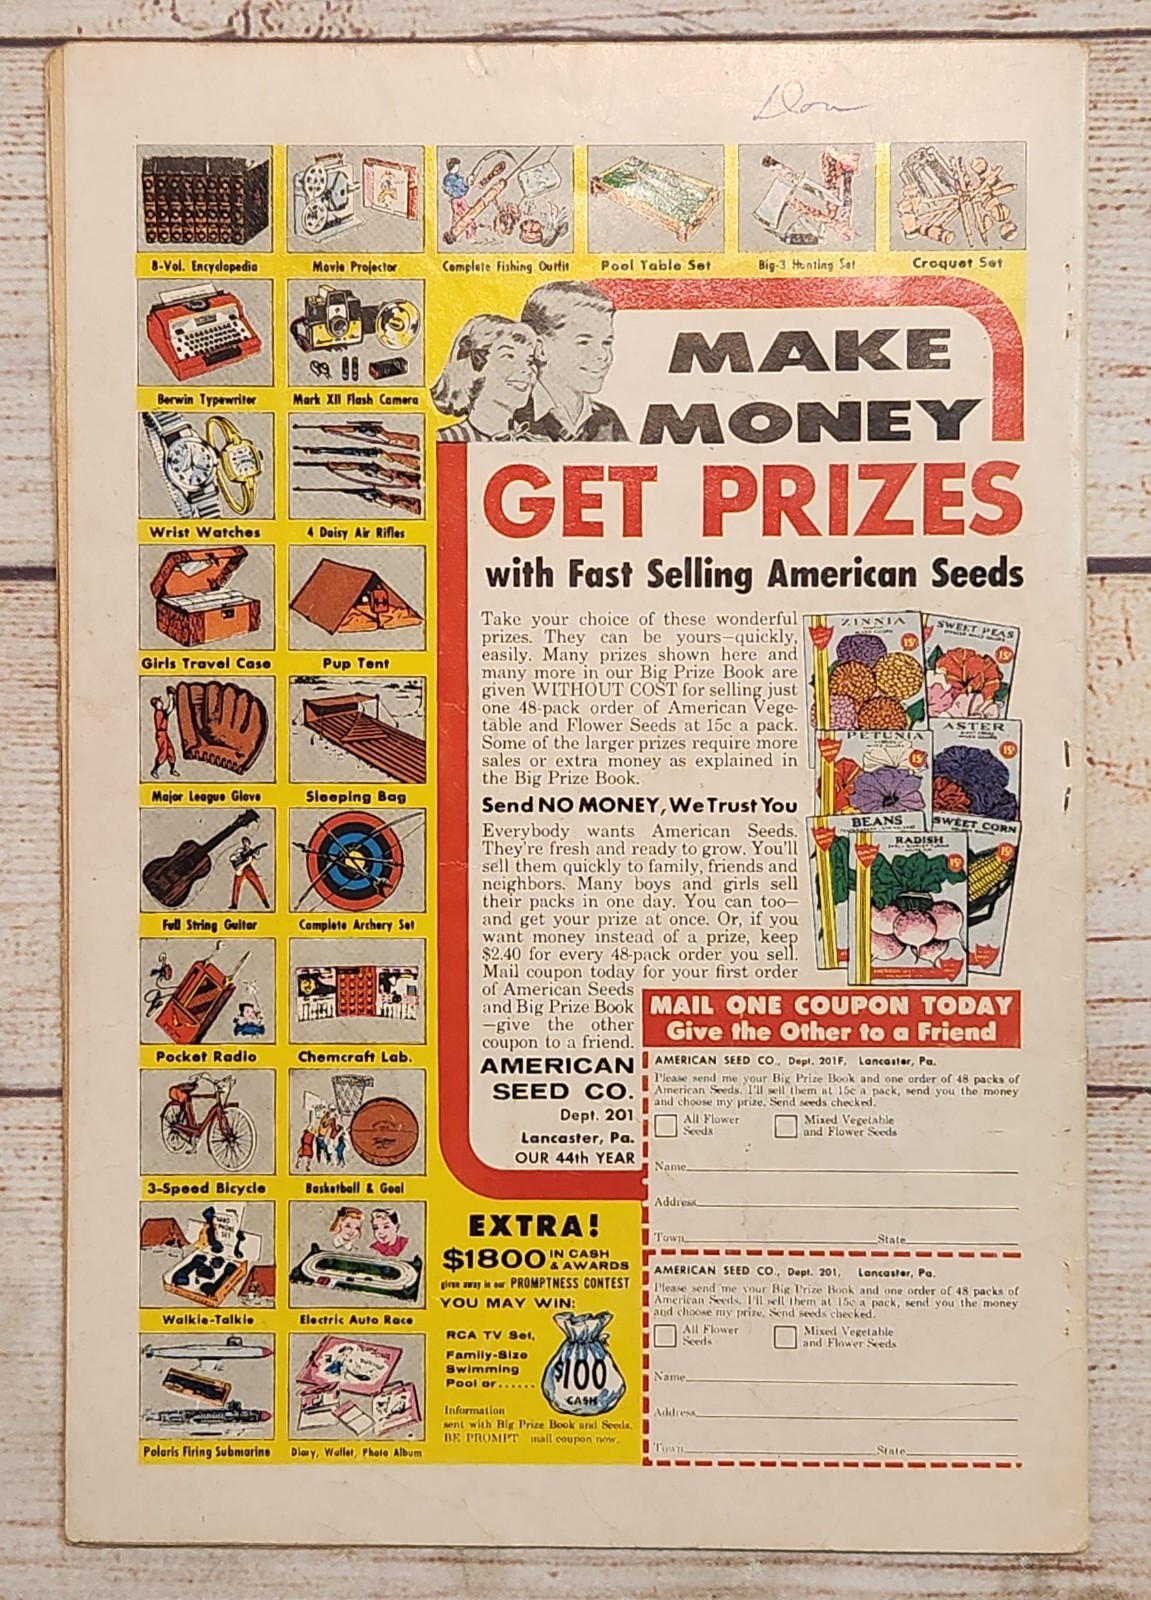 8-Vol. Encyclopedia
Movie Projector
Complete Fishing Outfit
Pool Table Set
Big-3 Hunting Set
Croquet Set
Berwin Typewriter
Mark XII Flash Camera
Wrist Watches
4 Daisy Air Rifles
Girls Travel Case
Pup Tent
Major League Glove
Sleeping Bag
Full String Guitar
Complete Archery Set
Pocket Radio
Chemcraft Lab.
3-Speed Bicycle
Basketball & Goal
Walkie-Talkie
Electric Auto Race
Polaris Firing Submarine
Diary, Wallet, Photo Album
MAKE
MONEY
GET PRIZES
with Fast Selling American Seeds
Take your choice of these wonderful
prizes. They can be yours—quickly,
easily. Many prizes shown here and
many more in our Big Prize Book are
given WITHOUT COST for selling just
one 48-pack order of American Vege-
table and Flower Seeds at 15c a pack.
Some of the larger prizes require more
sales or extra money as explained in
the Big Prize Book.
Send NO MONEY, We Trust You
Everybody wants American Seeds.
They're fresh and ready to grow. You'll
sell them quickly to family, friends and
neighbors. Many boys and girls sell
their packs in one day. You can too—
and get your prize at once. Or, if you
want money instead of a prize, keep
$2.40 for every 48-pack order you sell.
Mail coupon today for your first order
of American Seeds
and Big Prize Book
—give the other
coupon to a friend.
AMERICAN
SEED CO.
Dept. 201
Lancaster, Pa.
OUR 44th YEAR
ZINNIA
15¢
SWEET PEAS
15¢
PETUNIA
15¢
ASTER
15¢
BEANS
SWEET CORN
15¢
RADISH
15¢
MAIL ONE COUPON TODAY
Give the Other to a Friend
AMERICAN SEED CO., Dept. 201F, Lancaster, Pa.
Please send me your Big Prize Book and one order of 48 packs of
American Seeds. I'll sell them at 15c a pack, send you the money
and choose my prize. Send seeds checked.
All Flower Seeds
Mixed Vegetable and Flower Seeds
Name
Address
Town State
AMERICAN SEED CO., Dept. 201, Lancaster, Pa.
Please send me your Big Prize Book and one order of 48 packs of
American Seeds. I'll sell them at 15c a pack, send you the money
and choose my prize. Send seeds checked.
All Flower Seeds
Mixed Vegetable and Flower Seeds
Name
Address
Town State
EXTRA!
$1800 IN CASH & AWARDS
given away in our PROMPTNESS CONTEST
YOU MAY WIN:
RCA TV Set,
Family-Size
Swimming
Pool or......
$100
CASH
Information
sent with Big Prize Book and Seeds.
BE PROMPT mail coupon now.